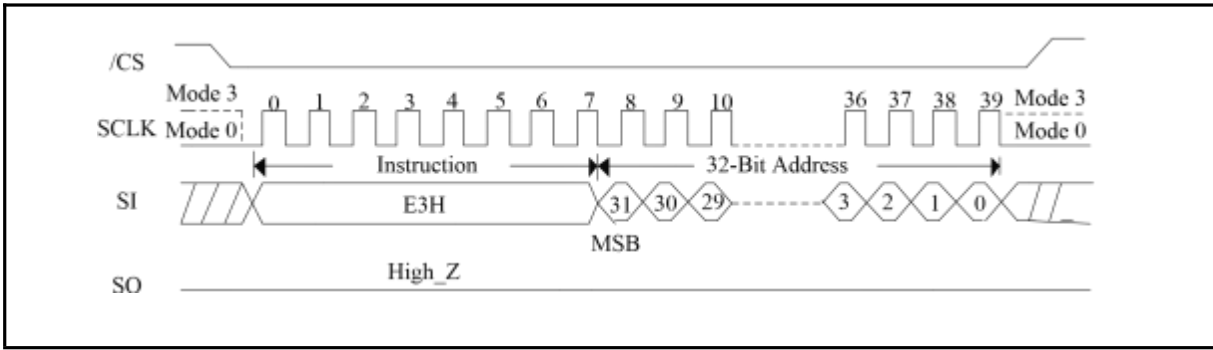 /CS
Mode 3
0 1 2 3 4 5 6 7 8 9 10 36 37 38 39 Mode 3
SCLK Mode 0 Mode 0
Instruction 32-Bit Address
SI E3H 31 30 29 3 2 1 0
MSB
High_Z
SO